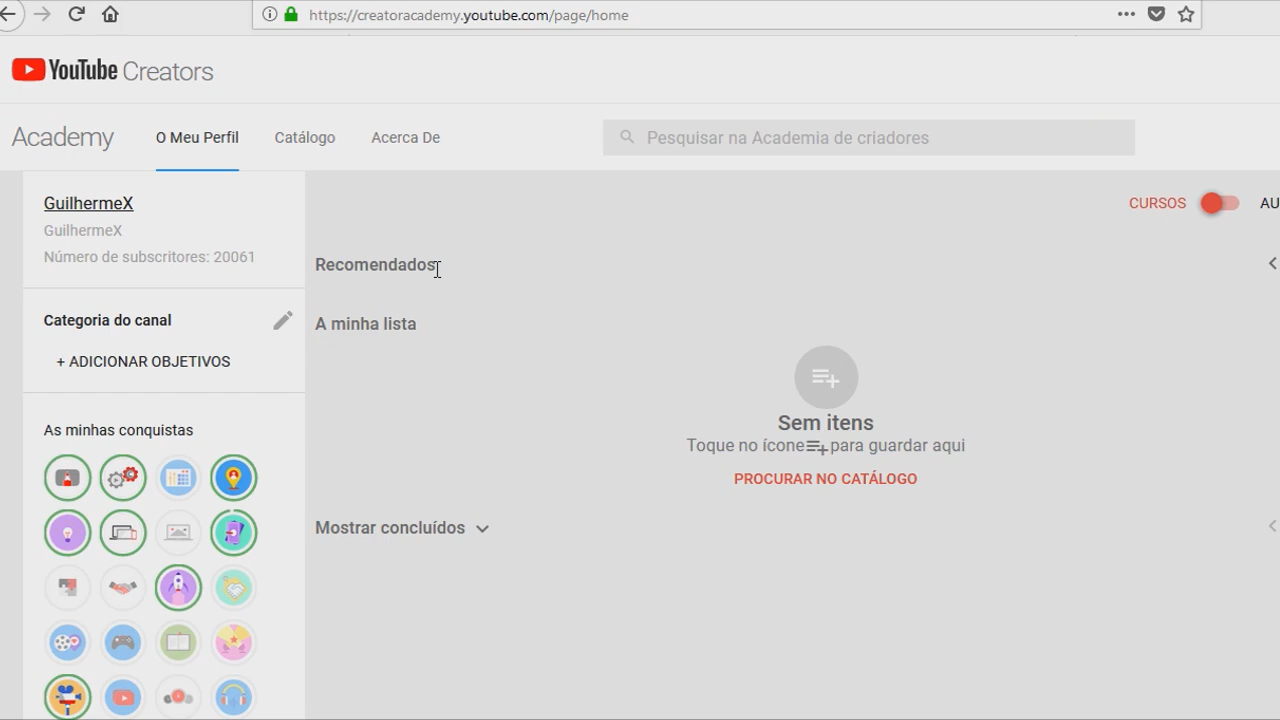 https://creatoracademy.youtube.com/page/home
YouTube Creators
Academy O Meu Perfil Catálogo Acerca De Pesquisar na Academia de criadores
GuilhermeX
GuilhermeX
Número de subscritores: 20061
Categoria do canal
+ ADICIONAR OBJETIVOS
As minhas conquistas
CURSOS AU
Recomendados
A minha lista
Sem itens
Toque no ícone para guardar aqui
PROCURAR NO CATÁLOGO
Mostrar concluídos